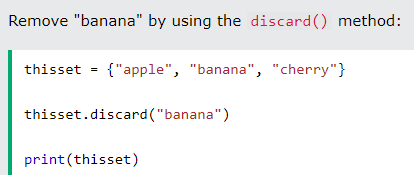 Remove "banana" by using the discard() method:
thisset = {"apple", "banana", "cherry"}
thisset.discard("banana")
print(thisset)